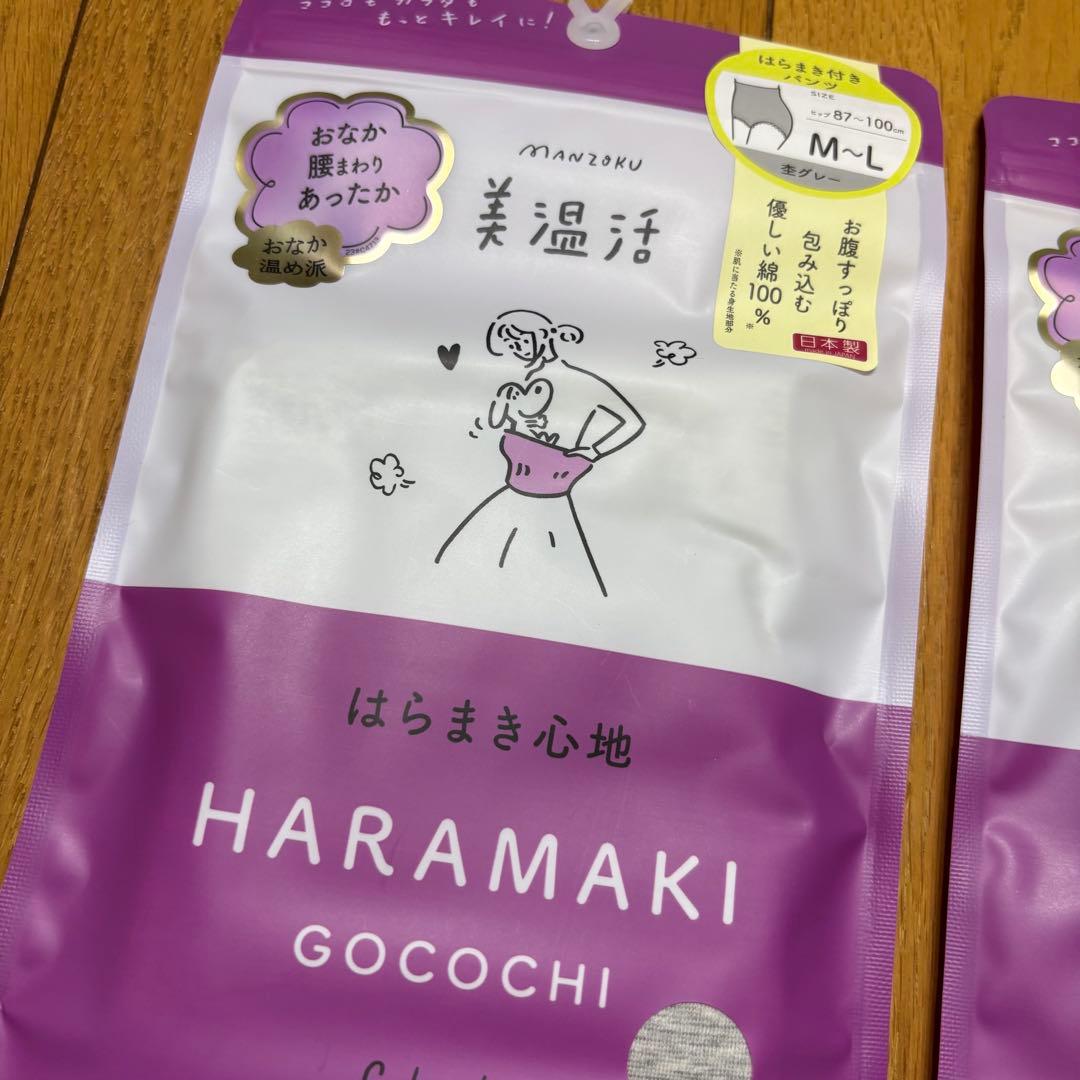 ココロもカラダも
もっとキレイに!
おなか
腰まわり
あったか
おなか
温め派
MANZOKU
美温活
はらまき付き
パンツ
SIZE
ヒップ87～100cm
M～L
杢グレー
お腹すっぽり
包み込む
優しい綿100%※
※肌に当たる身生地部分
日本製
made in JAPAN
はらまき心地
HARAMAKI
GOCOCHI